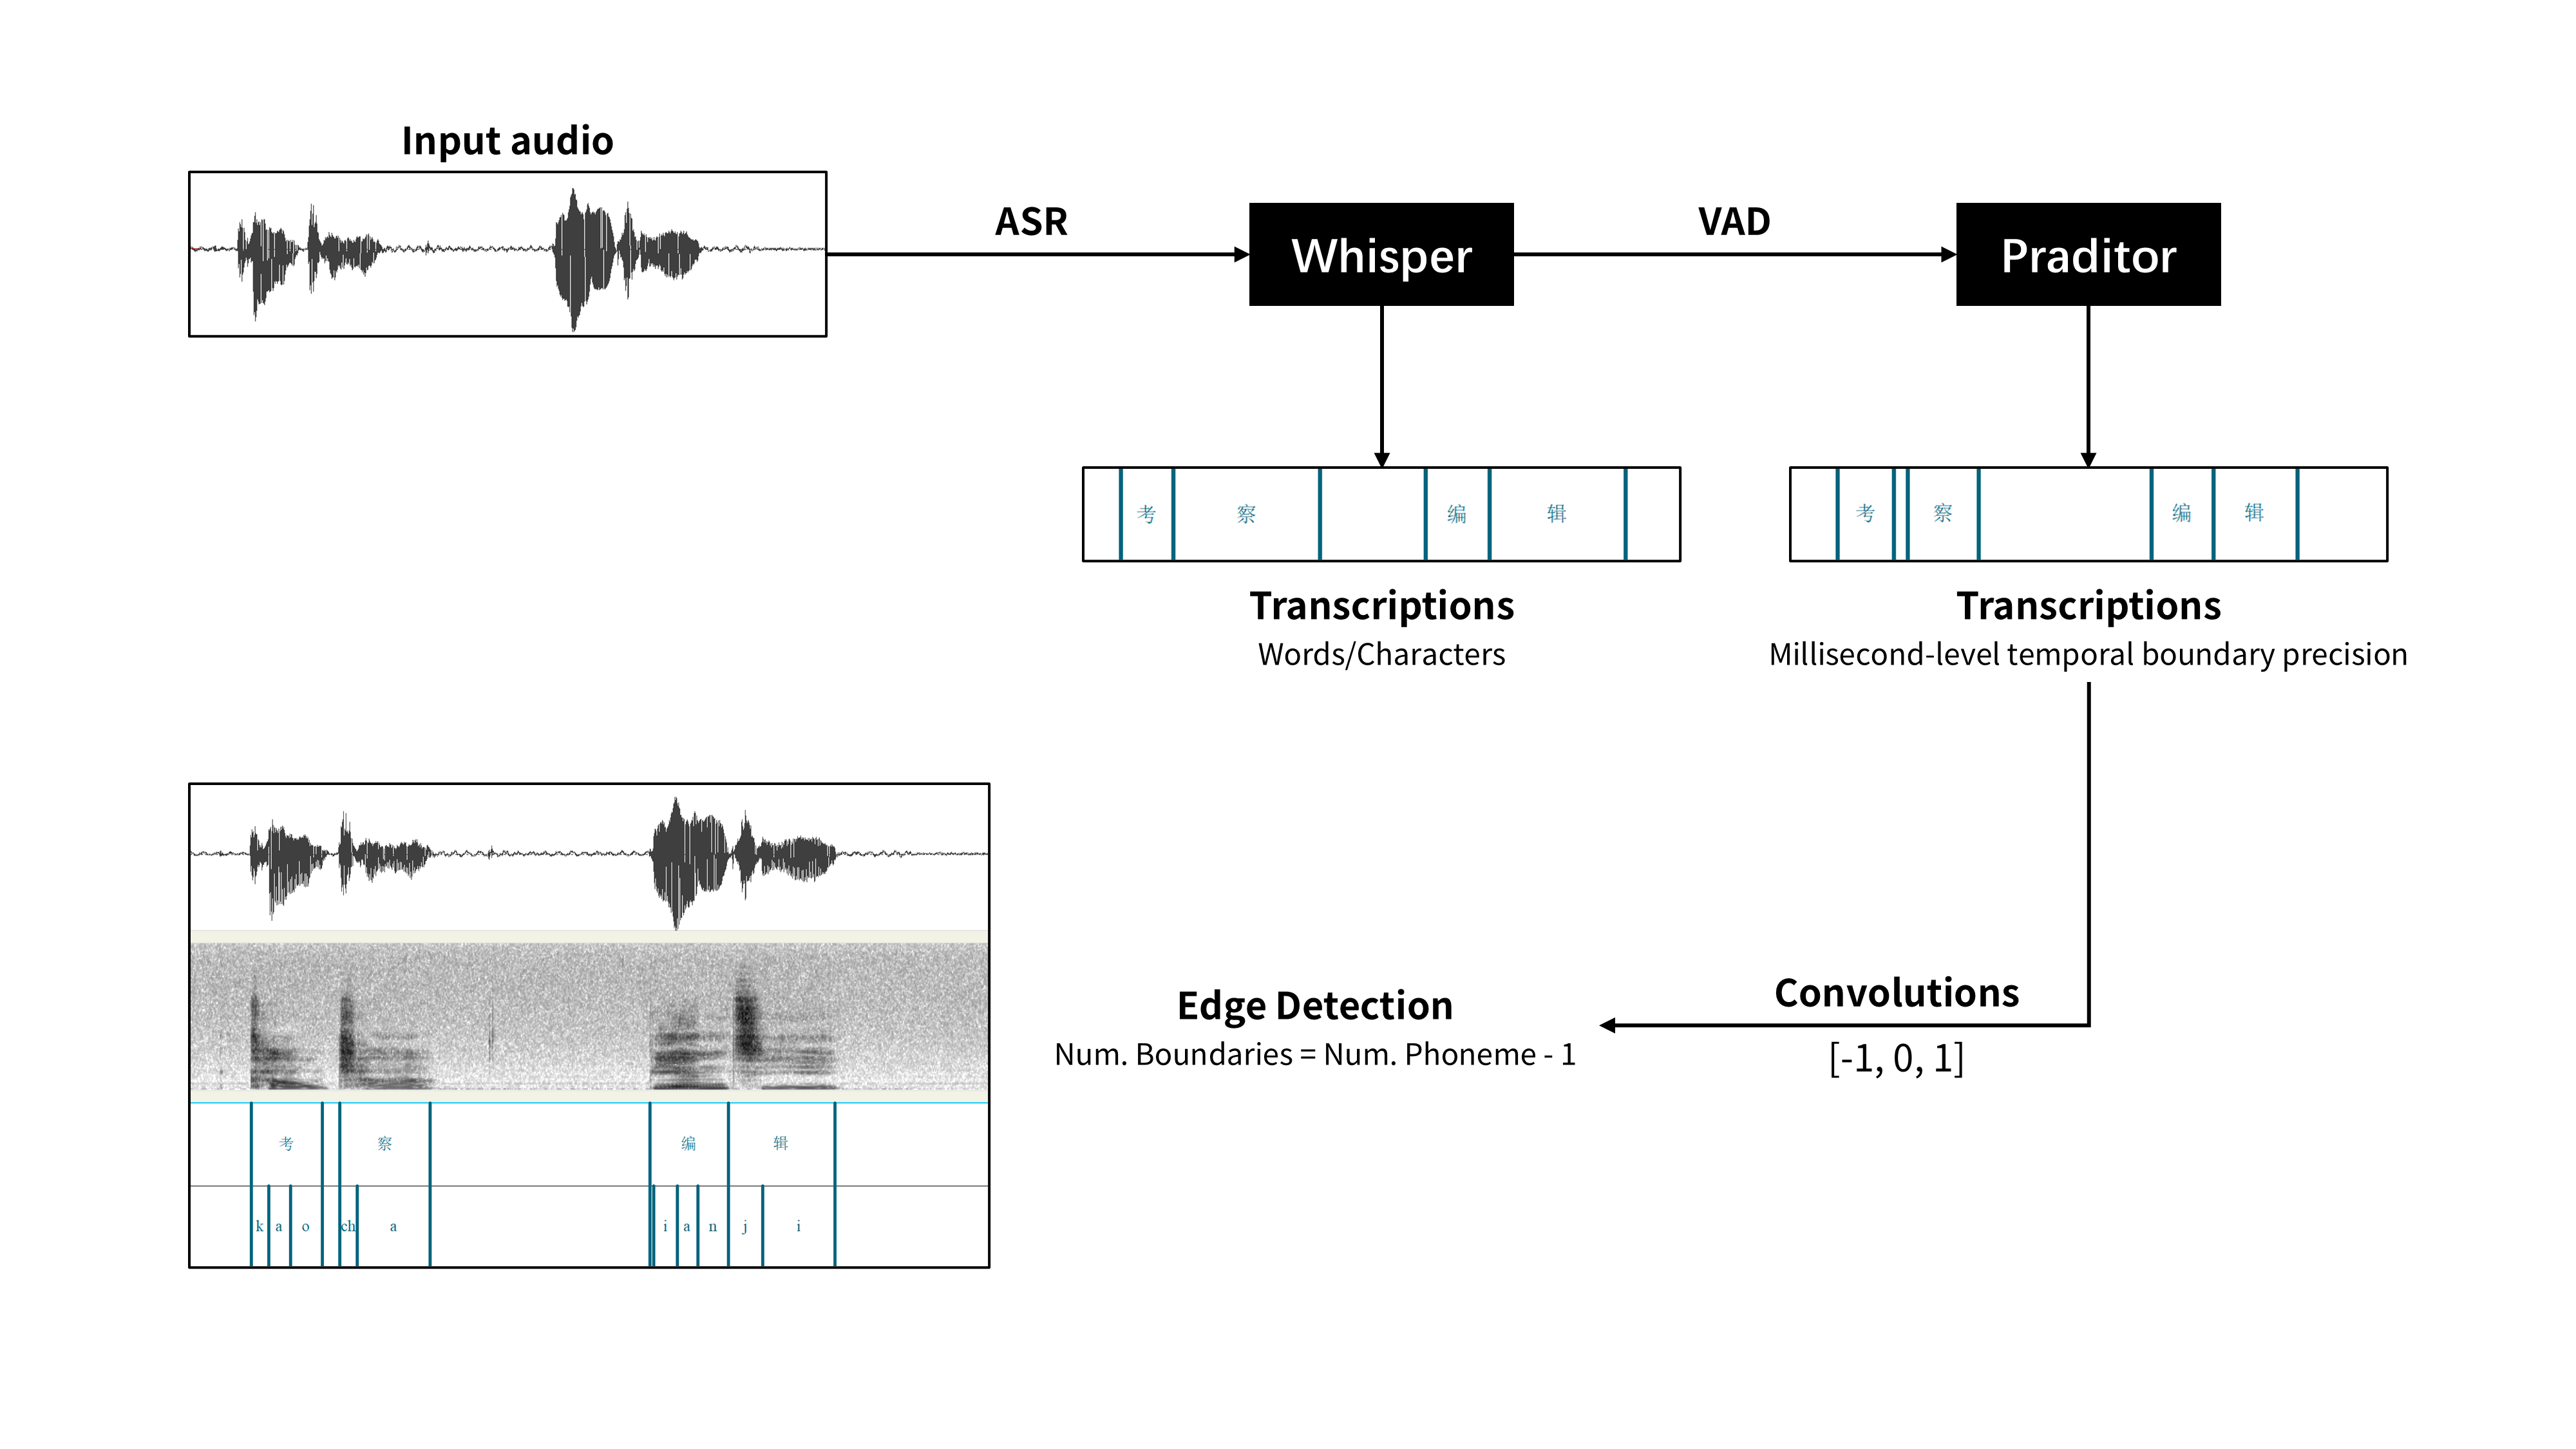 Input audio
ASR
Whisper
VAD
Praditor
考 察 编 辑
Transcriptions
Words/Characters
考 察 编 辑
Transcriptions
Millisecond-level temporal boundary precision
Convolutions
[-1, 0, 1]
Edge Detection
Num. Boundaries = Num. Phoneme - 1
考 察 编 辑
k a o ch a i a n j i